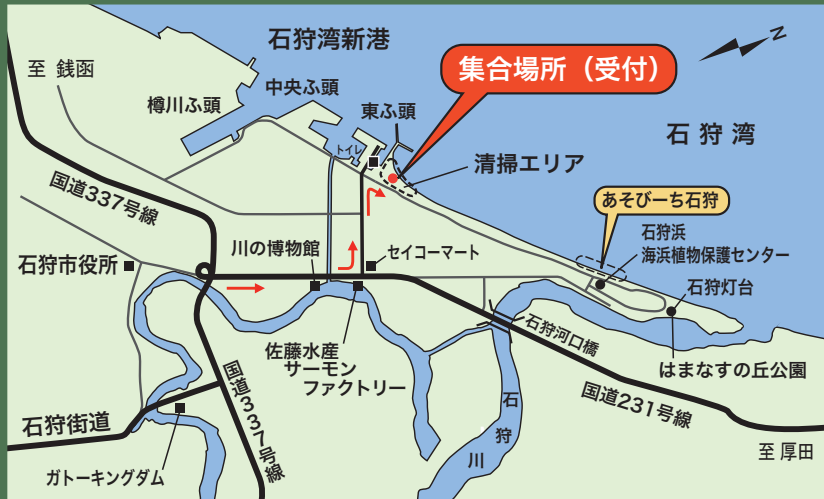 石狩湾新港
N
至 銭函
中央ふ頭
樽川ふ頭
集合場所（受付）
東ふ頭
トイレ
石狩湾
清掃エリア
国道337号線
あそびーち石狩
石狩浜
海浜植物保護センター
川の博物館
セイコーマート
石狩市役所
石狩灯台
石狩河口橋
佐藤水産
サーモン
ファクトリー
はまなすの丘公園
国道337号線
国道231号線
石狩街道
石狩川
至 厚田
ガトーキングダム